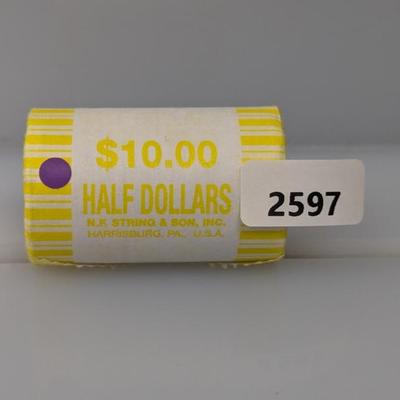 $10.00
HALF DOLLARS
N.F. STRING & SON, INC.
HARRISBURG, PA., U.S.A.
2597